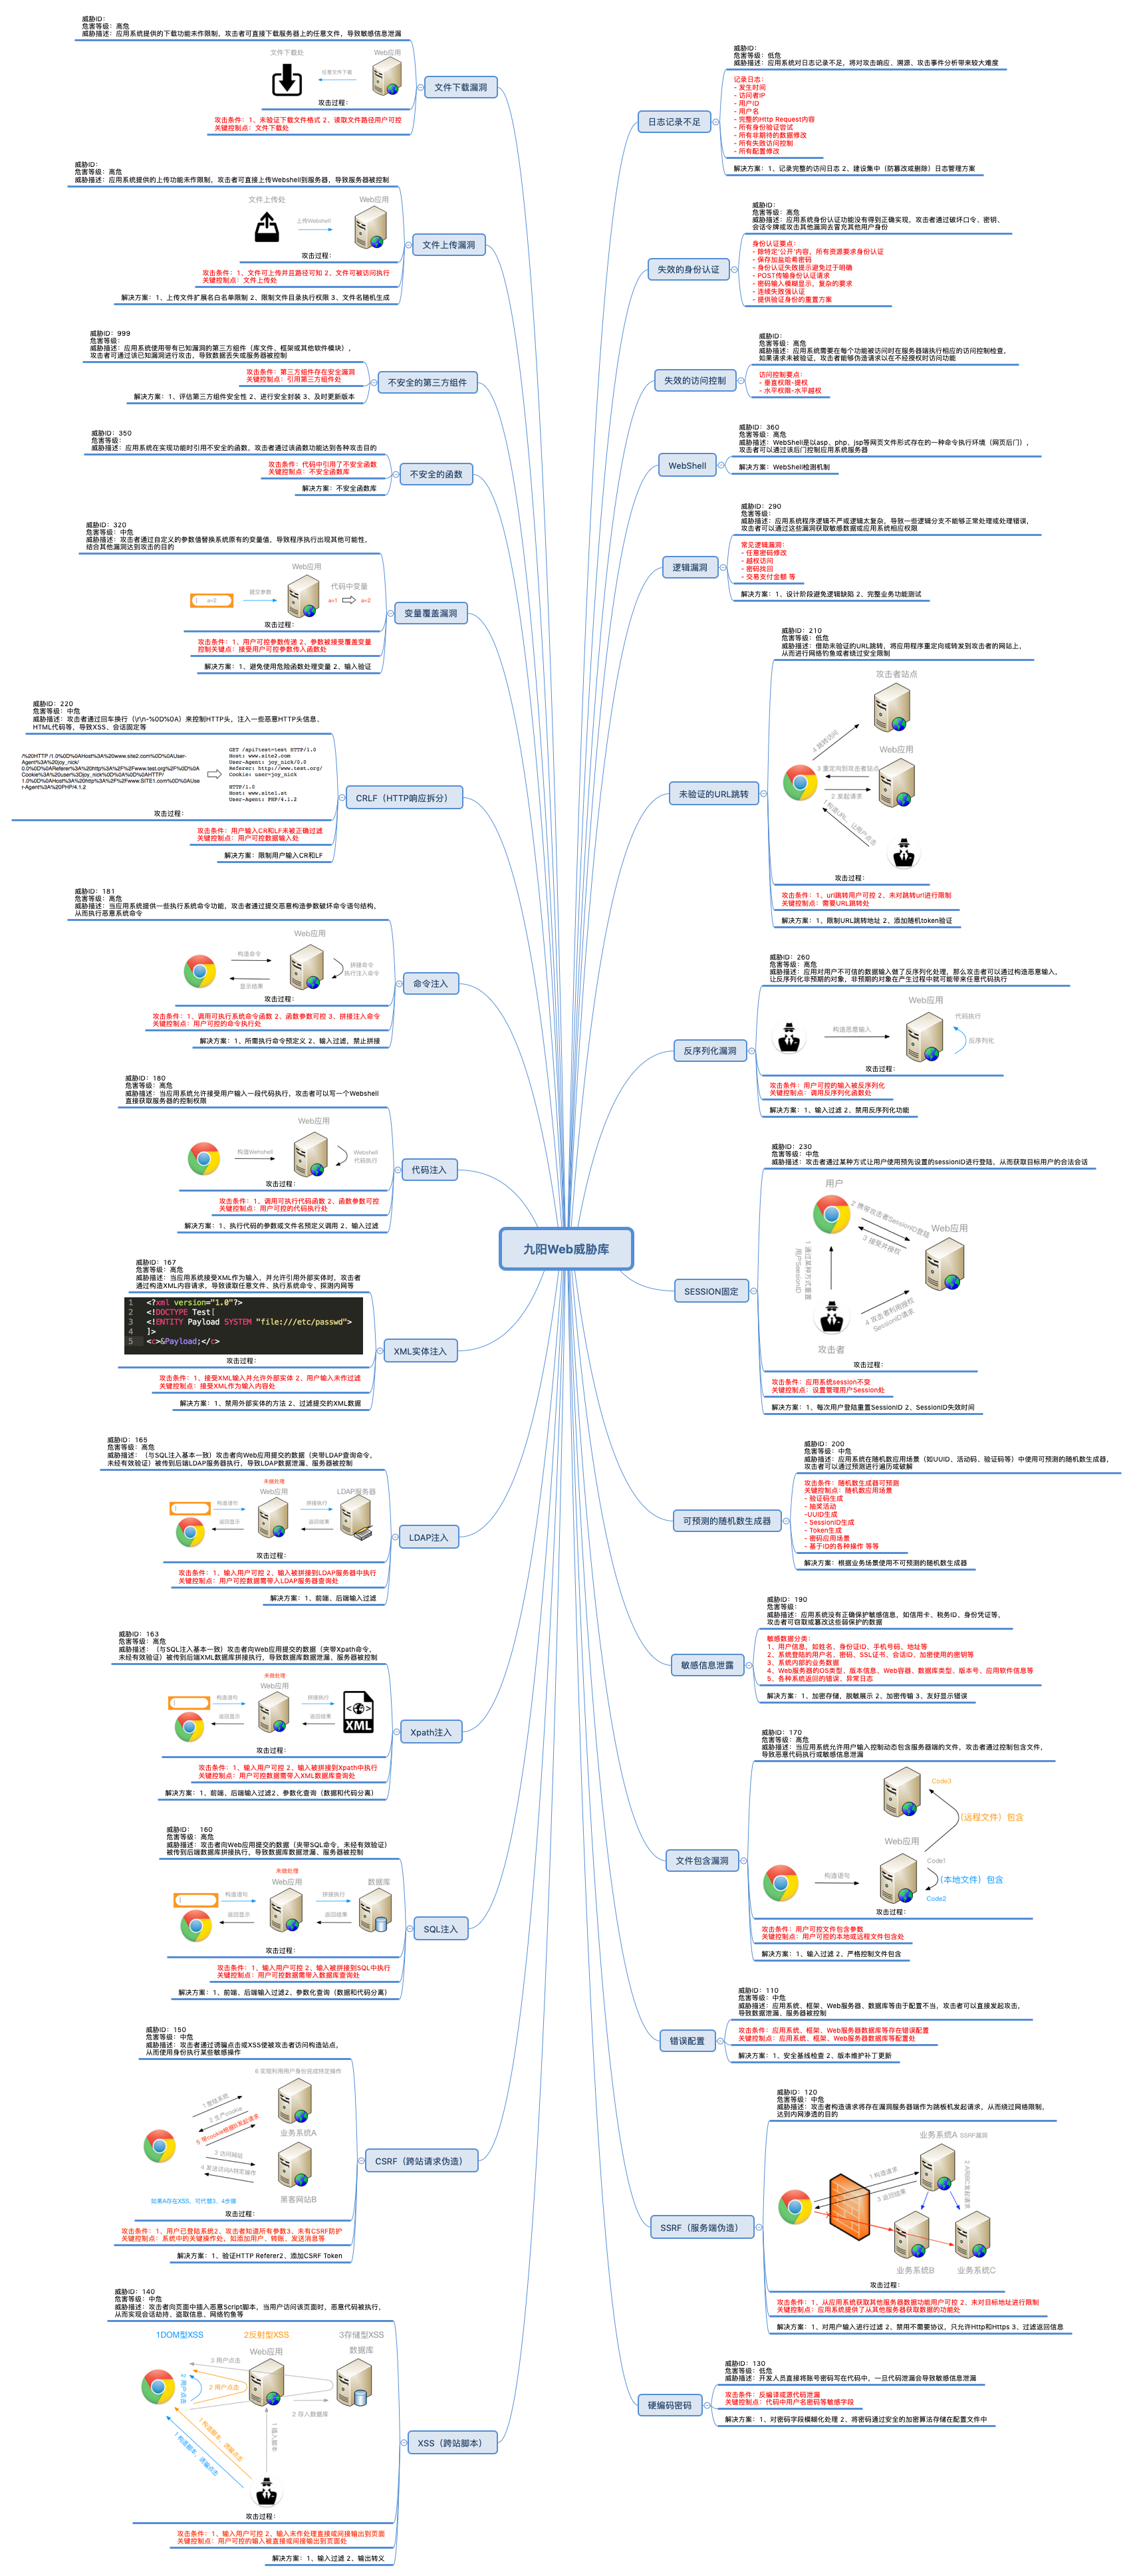 九阳Web威胁库
文件下载漏洞
威胁ID：
危害等级：高危
威胁描述：应用系统提供的下载功能未作限制，攻击者可直接下载服务器上的任意文件，导致敏感信息泄漏
文件下载处
任意文件下载
Web应用
攻击过程：
攻击条件：1、未验证下载文件格式 2、读取文件路径用户可控
关键控制点：文件下载处
文件上传漏洞
威胁ID：
危害等级：高危
威胁描述：应用系统提供的上传功能未作限制，攻击者可直接上传Webshell到服务器，导致服务器被控制
文件上传处
上传Webshell
Web应用
攻击过程：
攻击条件：1、文件可上传并且路径可知 2、文件可被访问执行
关键控制点：文件上传处
解决方案：1、上传文件扩展名白名单限制 2、限制文件目录执行权限 3、文件名随机生成
不安全的第三方组件
威胁ID：999
危害等级：
威胁描述：应用系统使用带有已知漏洞的第三方组件（库文件、框架或其他软件模块），
攻击者可通过该已知漏洞进行攻击，导致数据丢失或服务器被控制
攻击条件：第三方组件存在安全漏洞
关键控制点：引用第三方组件处
解决方案：1、评估第三方组件安全性 2、进行安全封装 3、及时更新版本
不安全的函数
威胁ID：350
危害等级：
威胁描述：应用系统在实现功能时引用不安全的函数，攻击者通过该函数功能达到各种攻击目的
攻击条件：代码中引用了不安全函数
关键控制点：不安全函数库
解决方案：不安全函数库
变量覆盖漏洞
威胁ID：320
危害等级：中危
威胁描述：攻击者通过自定义的参数值替换系统原有的变量值，导致程序执行出现其他可能性，
结合其他漏洞达到攻击的目的
Web应用
a=2
提交参数
代码中变量
a=1
a=2
攻击过程：
攻击条件：1、用户可控参数传递 2、参数被接受覆盖变量
控制关键点：接受用户可控参数传入函数处
解决方案：1、避免使用危险函数处理变量 2、输入验证
CRLF（HTTP响应拆分）
威胁ID：220
危害等级：中危
威胁描述：攻击者通过回车换行（\r\n-%0D%0A）来控制HTTP头，注入一些恶意HTTP头信息、
HTML代码等，导致XSS、会话固定等
/%20HTTP /1.0%0D%0AHost%3A%20www.site2.com%0D%0AUser-
Agent%3A%20joy_nick/
0.0%0D%0AReferer%3A%20http%3A%2F%2Fwww.test.org%2F%0D%0A
Cookie%3A%20user%3Djoy_nick%0D%0A%0D%0AHTTP/
1.0%0D%0AHost%3A%20http%3A%2F%2Fwww.SITE1.com%0D%0AUse
r-Agent%3A%20PHP/4.1.2
GET /api?test=test HTTP/1.0
Host: www.site2.com
User-Agent: joy_nick/0.0
Referer: http://www.test.org/
Cookie: user=joy_nick
HTTP/1.0
Host: www.site1.st
User-Agent: PHP/4.1.2
攻击过程：
攻击条件：用户输入CR和LF未被正确过滤
关键控制点：用户可控数据输入处
解决方案：限制用户输入CR和LF
命令注入
威胁ID：181
危害等级：高危
威胁描述：当应用系统提供一些执行系统命令功能，攻击者通过提交恶意构造参数破坏命令语句结构，
从而执行恶意系统命令
Web应用
构造命令
拼接命令
执行注入命令
显示结果
攻击过程：
攻击条件：1、调用可执行系统命令函数 2、函数参数可控 3、拼接注入命令
关键控制点：用户可控的命令执行处
解决方案：1、所需执行命令预定义 2、输入过滤，禁止拼接
代码注入
威胁ID：180
危害等级：高危
威胁描述：当应用系统允许接受用户输入一段代码执行，攻击者可以写一个Webshell
直接获取服务器的控制权限
Web应用
构造Webshell
Webshell
代码执行
攻击过程：
攻击条件：1、调用可执行代码函数 2、函数参数可控
关键控制点：用户可控的代码执行处
解决方案：1、执行代码的参数或文件名预定义调用 2、输入过滤
XML实体注入
威胁ID：167
危害等级：高危
威胁描述：当应用系统接受XML作为输入，并允许引用外部实体时，攻击者
通过构造XML内容请求，导致读取任意文件、执行系统命令、探测内网等
1 <?xml version="1.0"?>
2 <!DOCTYPE Test[
3 <!ENTITY Payload SYSTEM "file:///etc/passwd">
4 ]>
5 <c>&Payload;</c>
攻击过程：
攻击条件：1、接受XML输入并允许外部实体 2、用户输入未作过滤
关键控制点：接受XML作为输入内容处
解决方案：1、禁用外部实体的方法 2、过滤提交的XML数据
LDAP注入
威胁ID：165
危害等级：高危
威胁描述：（与SQL注入基本一致）攻击者向Web应用提交的数据（夹带LDAP查询命令，
未经有效验证）被传到后端LDAP服务器执行，导致LDAP数据泄漏、服务器被控制
未做处理
Web应用
LDAP服务器
构造语句
拼接执行
返回显示
返回结果
攻击过程：
攻击条件：1、输入用户可控 2、输入被拼接到LDAP服务器中执行
关键控制点：用户可控数据需带入LDAP服务器查询处
解决方案：1、前端、后端输入过滤
Xpath注入
威胁ID：163
危害等级：高危
威胁描述：（与SQL注入基本一致）攻击者向Web应用提交的数据（夹带Xpath命令，
未经有效验证）被传到后端XML数据库拼接执行，导致数据库数据泄漏、服务器被控制
未做处理
Web应用
构造语句
拼接执行
返回显示
返回结果
XML
攻击过程：
攻击条件：1、输入用户可控 2、输入被拼接到Xpath中执行
关键控制点：用户可控数据需带入XML数据库查询处
解决方案：1、前端、后端输入过滤2、参数化查询（数据和代码分离）
SQL注入
威胁ID： 160
危害等级：高危
威胁描述：攻击者向Web应用提交的数据（夹带SQL命令，未经有效验证）
被传到后端数据库拼接执行，导致数据库数据泄漏、服务器被控制
未做处理
Web应用
数据库
构造语句
拼接执行
返回显示
返回结果
攻击过程：
攻击条件：1、输入用户可控 2、输入被拼接到SQL中执行
关键控制点：用户可控数据需带入数据库查询处
解决方案：1、前端、后端输入过滤2、参数化查询（数据和代码分离）
CSRF（跨站请求伪造）
威胁ID：150
危害等级：中危
威胁描述：攻击者通过诱骗点击或XSS使被攻击者访问构造站点，
从而使用身份执行某些敏感操作
6 实现利用用户身份完成特定操作
1 登陆系统
2 生产cookie
5 带cookie根据B发起请求
业务系统A
3 访问网站
4 发送访问A特定操作
黑客网站B
如果A存在XSS，可代替3、4步骤
攻击过程：
攻击条件：1、用户已登陆系统2、攻击者知道所有参数3、未有CSRF防护
关键控制点：系统中的关键操作处，如添加用户、转账、发送消息等
解决方案：1、验证HTTP Referer2、添加CSRF Token
XSS（跨站脚本）
威胁ID：140
危害等级：中危
威胁描述：攻击者向页面中插入恶意Script脚本，当用户访问该页面时，恶意代码被执行，
从而实现会话劫持、盗取信息、网络钓鱼等
1DOM型XSS
2反射型XSS
3存储型XSS
Web应用
数据库
3 用户点击
2 用户点击
2 用户点击
2 存入数据库
1 构造脚本，诱骗点击
1 构造脚本，诱骗点击
1 插入脚本
攻击过程：
攻击条件：1、输入用户可控 2、输入未作处理直接或间接输出到页面
关键控制点：用户可控的输入被直接或间接输出到页面处
解决方案：1、输入过滤 2、输出转义
日志记录不足
威胁ID：
危害等级：低危
威胁描述：应用系统对日志记录不足，将对攻击响应、溯源、攻击事件分析带来较大难度
记录日志：
- 发生时间
- 访问者IP
- 用户ID
- 用户名
- 完整的Http Request内容
- 所有身份验证尝试
- 所有非期待的数据修改
- 所有失败访问控制
- 所有配置修改
解决方案：1、记录完整的访问日志 2、建设集中（防篡改或删除）日志管理方案
失效的身份认证
威胁ID：
危害等级：高危
威胁描述：应用系统身份认证功能没有得到正确实现，攻击者通过破坏口令、密钥、
会话令牌或攻击其他漏洞去冒充其他用户身份
身份认证要点：
- 除特定‘公开’内容，所有资源要求身份认证
- 保存加盐哈希密码
- 身份认证失败提示避免过于明确
- POST传输身份认证请求
- 密码输入模糊显示，复杂的要求
- 连续失败强认证
- 提供验证身份的重置方案
失效的访问控制
威胁ID：
危害等级：高危
威胁描述：应用系统需要在每个功能被访问时在服务器端执行相应的访问控制检查，
如果请求未被验证，攻击者能够伪造请求以在不经授权时访问功能
访问控制要点：
- 垂直权限-提权
- 水平权限-水平越权
WebShell
威胁ID：360
危害等级：高危
威胁描述：WebShell是以asp、php、jsp等网页文件形式存在的一种命令执行环境（网页后门），
攻击者可以通过该后门控制应用系统服务器
解决方案：WebShell检测机制
逻辑漏洞
威胁ID：290
危害等级：
威胁描述：应用系统程序逻辑不严或逻辑太复杂，导致一些逻辑分支不能够正常处理或处理错误，
攻击者可以通过这些漏洞获取敏感数据或应用系统相应权限
常见逻辑漏洞：
- 任意密码修改
- 越权访问
- 密码找回
- 交易支付金额 等
解决方案：1、设计阶段避免逻辑缺陷 2、完整业务功能测试
未验证的URL跳转
威胁ID：210
危害等级：低危
威胁描述：借助未验证的URL跳转，将应用程序重定向或转发到攻击者的网站上，
从而进行网络钓鱼或者绕过安全限制
攻击者站点
4 跳转访问
Web应用
3 重定向到攻击者站点
2 发起请求
1 构造URL，让用户点击
攻击过程：
攻击条件：1、url跳转用户可控 2、未对跳转url进行限制
关键控制点：需要URL跳转处
解决方案：1、限制URL跳转地址 2、添加随机token验证
反序列化漏洞
威胁ID：260
危害等级：高危
威胁描述：应用对用户不可信的数据输入做了反序列化处理，那么攻击者可以通过构造恶意输入，
让反序列化非预期的对象，非预期的对象在产生过程中就可能带来任意代码执行
Web应用
构造恶意输入
代码执行
反序列化
攻击过程：
攻击条件：用户可控的输入被反序列化
关键控制点：调用反序列化函数处
解决方案：1、输入过滤 2、禁用反序列化功能
SESSION固定
威胁ID：230
危害等级：中危
威胁描述：攻击者通过某种方式让用户使用预先设置的sessionID进行登陆，从而获取目标用户的合法会话
用户
2 携带攻击者SessionID登陆
Web应用
3 接受并授权
1 通过某种方式重置
用户SessionID
4 攻击者利用授权
SessionID请求
攻击者
攻击过程：
攻击条件：应用系统session不变
关键控制点：设置管理用户Session处
解决方案：1、每次用户登陆重置SessionID 2、SessionID失效时间
可预测的随机数生成器
威胁ID：200
危害等级：中危
威胁描述：应用系统在随机数应用场景（如UUID、活动码、验证码等）中使用可预测的随机数生成器，
攻击者可以通过预测进行遍历或破解
攻击条件：随机数生成器可预测
关键控制点：随机数应用场景
- 验证码生成
- 抽奖活动
-UUID生成
- SessionID生成
- Token生成
- 密码应用场景
- 基于ID的各种操作 等等
解决方案：根据业务场景使用不可预测的随机数生成器
敏感信息泄露
威胁ID：190
危害等级：
威胁描述：应用系统没有正确保护敏感信息，如信用卡、税务ID、身份凭证等，
攻击者可窃取或篡改这些弱保护的数据
敏感数据分类：
1、用户信息，如姓名、身份证ID、手机号码、地址等
2、系统登陆的用户名、密码、SSL证书、会话ID、加密使用的密钥等
3、系统内部的业务数据
4、Web服务器的OS类型、版本信息、Web容器、数据库类型、版本号、应用软件信息等
5、各种系统返回的错误、异常日志
解决方案：1、加密存储，脱敏展示 2、加密传输 3、友好显示错误
文件包含漏洞
威胁ID：170
危害等级：高危
威胁描述：当应用系统允许用户输入控制动态包含服务器端的文件，攻击者通过控制包含文件，
导致恶意代码执行或敏感信息泄漏
Code3
(远程文件）包含
Web应用
构造语句
Code1
(本地文件）包含
Code2
攻击过程：
攻击条件：用户可控文件包含参数
关键控制点：用户可控的本地或远程文件包含处
解决方案：1、输入过滤 2、严格控制文件包含
错误配置
威胁ID：110
危害等级：中危
威胁描述：应用系统、框架、Web服务器、数据库等由于配置不当，攻击者可以直接发起攻击，
导致数据泄漏、服务器被控制
攻击条件：应用系统、框架、Web服务器数据库等存在错误配置
关键控制点：应用系统、框架、Web服务器数据库等配置处
解决方案：1、安全基线检查 2、版本维护补丁更新
SSRF（服务端伪造）
威胁ID：120
危害等级：中危
威胁描述：攻击者构造请求将存在漏洞服务器端作为跳板机发起请求，从而绕过网络限制，
达到内网渗透的目的
业务系统A SSRF漏洞
1 构造请求
3 返回结果
2 A向BC发起请求
业务系统B
业务系统C
攻击过程：
攻击条件：1、从应用系统获取其他服务器数据功能用户可控 2、未对目标地址进行限制
关键控制点：应用系统提供了从其他服务器获取数据的功能处
解决方案：1、对用户输入进行过滤 2、禁用不需要协议，只允许Http和Https 3、过滤返回信息
硬编码密码
威胁ID：130
危害等级：低危
威胁描述：开发人员直接将账号密码写在代码中，一旦代码泄漏会导致敏感信息泄漏
攻击条件：反编译或源代码泄漏
关键控制点：代码中用户名密码等敏感字段
解决方案：1、对密码字段模糊化处理 2、将密码通过安全的加密算法存储在配置文件中